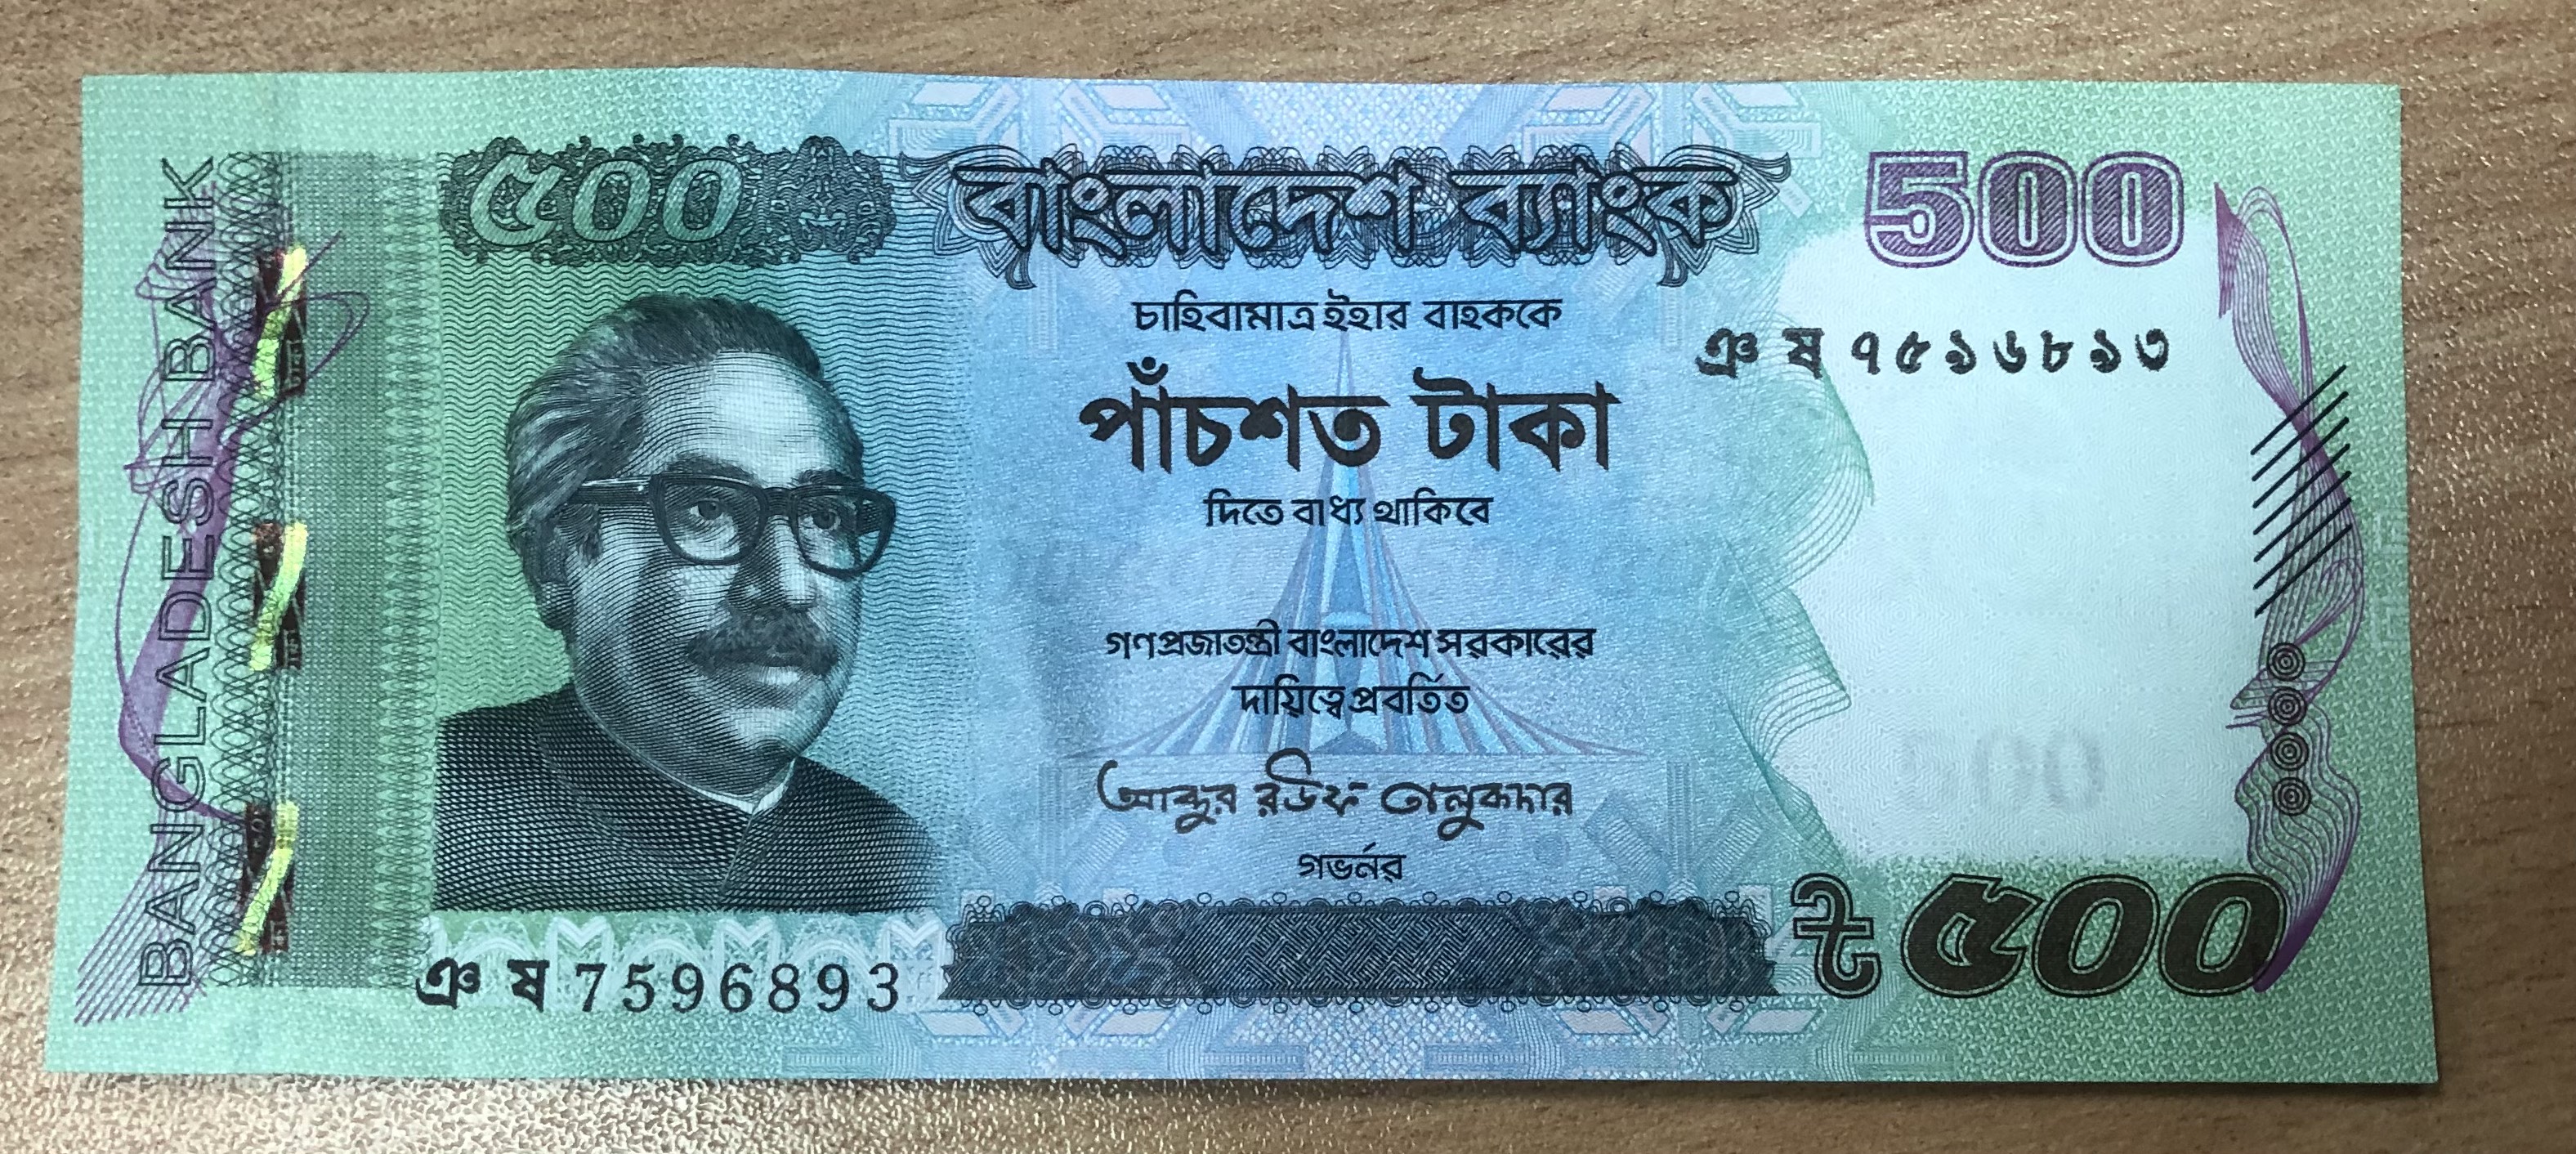 BANGLADESH BANK
৫০০
বাংলাদেশ ব্যাংক
500
চাহিবামাত্র ইহার বাহককে
ঞ ষ ৭৫৯৬৮৯৩
পাঁচশত টাকা
দিতে বাধ্য থাকিবে
গণপ্রজাতন্ত্রী বাংলাদেশ সরকারের
দায়িত্বে প্রবর্তিত
500
আব্দুর রউফ তালুকদার
গভর্নর
ঞ ষ 7596893
৳ ৫০০